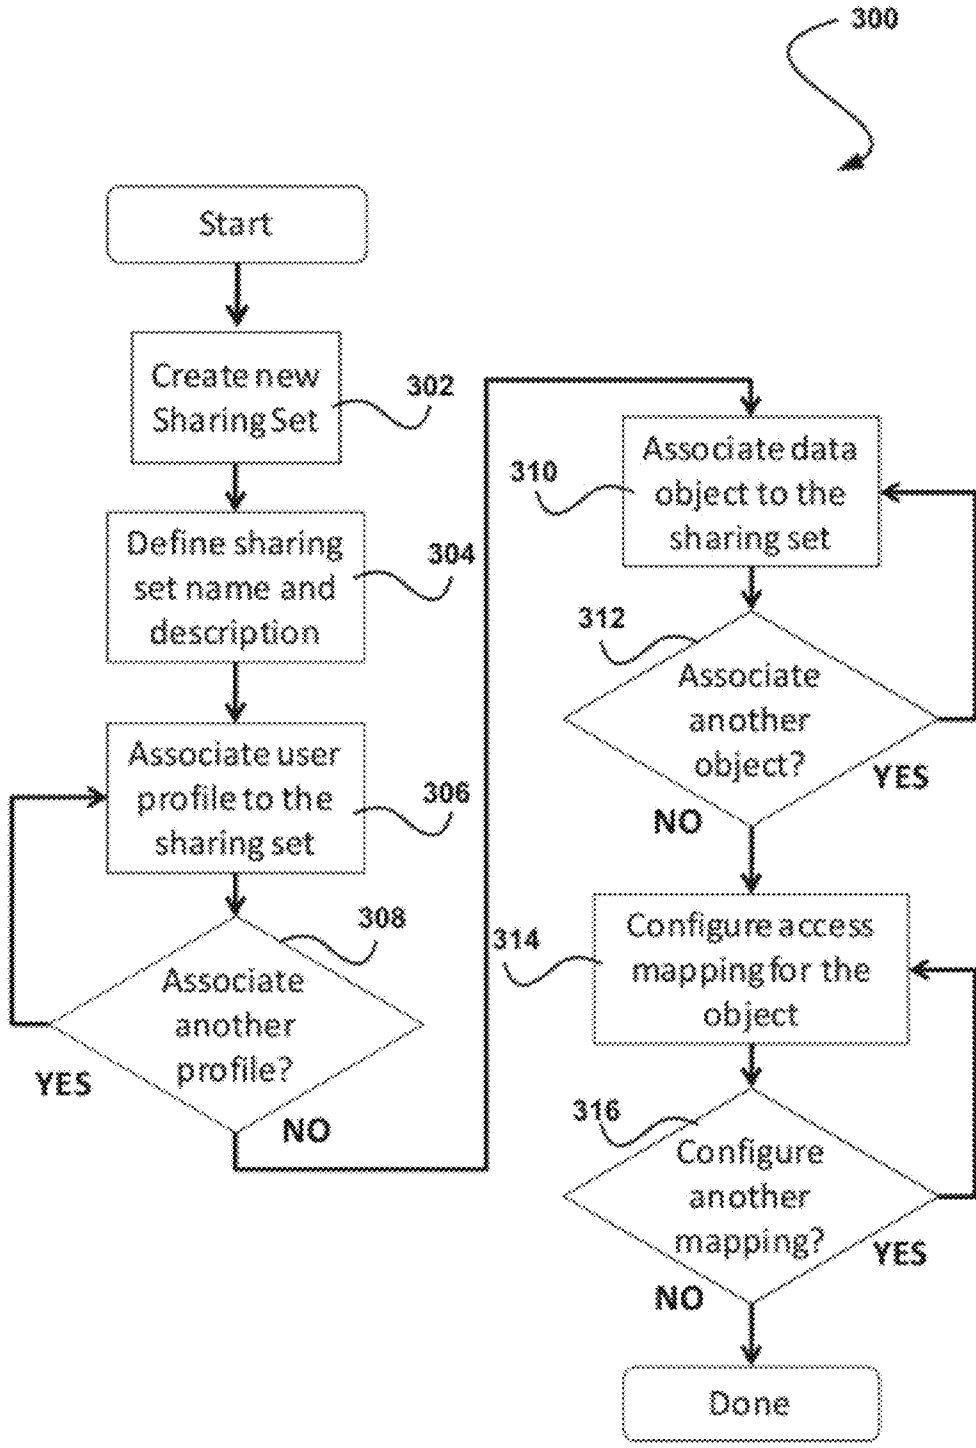 300
Start
Create new
Sharing Set
302
Define sharing
set name and
description
304
Associate user
profile to the
sharing set
306
308
Associate
another
profile?
YES
NO
Associate data
object to the
sharing set
310
312
Associate
another
object?
YES
NO
Configure access
mapping for the
object
314
316
Configure
another
mapping?
YES
NO
Done